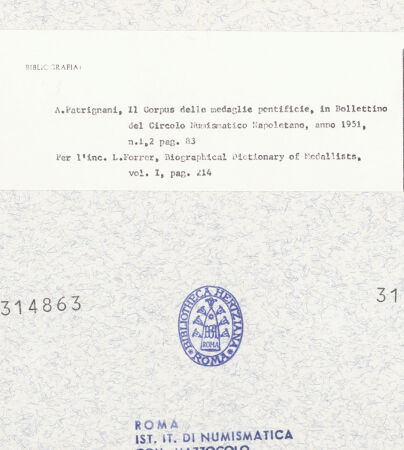 BIBLIOGRAFIA:
A.Patrignani, Il Corpus delle medaglie pontificie, in Bollettino
del Circolo Numismatico Napoletano, anno 1951,
n.1,2 pag. 83
Per l'inc. L.Forrer, Biographical Dictionary of Medallists,
vol. I, pag. 214
314863
31
BIBLIOTHECA HERTZIANA
ROMA
ROMA
ROMA
IST. IT. DI NUMISMATICA